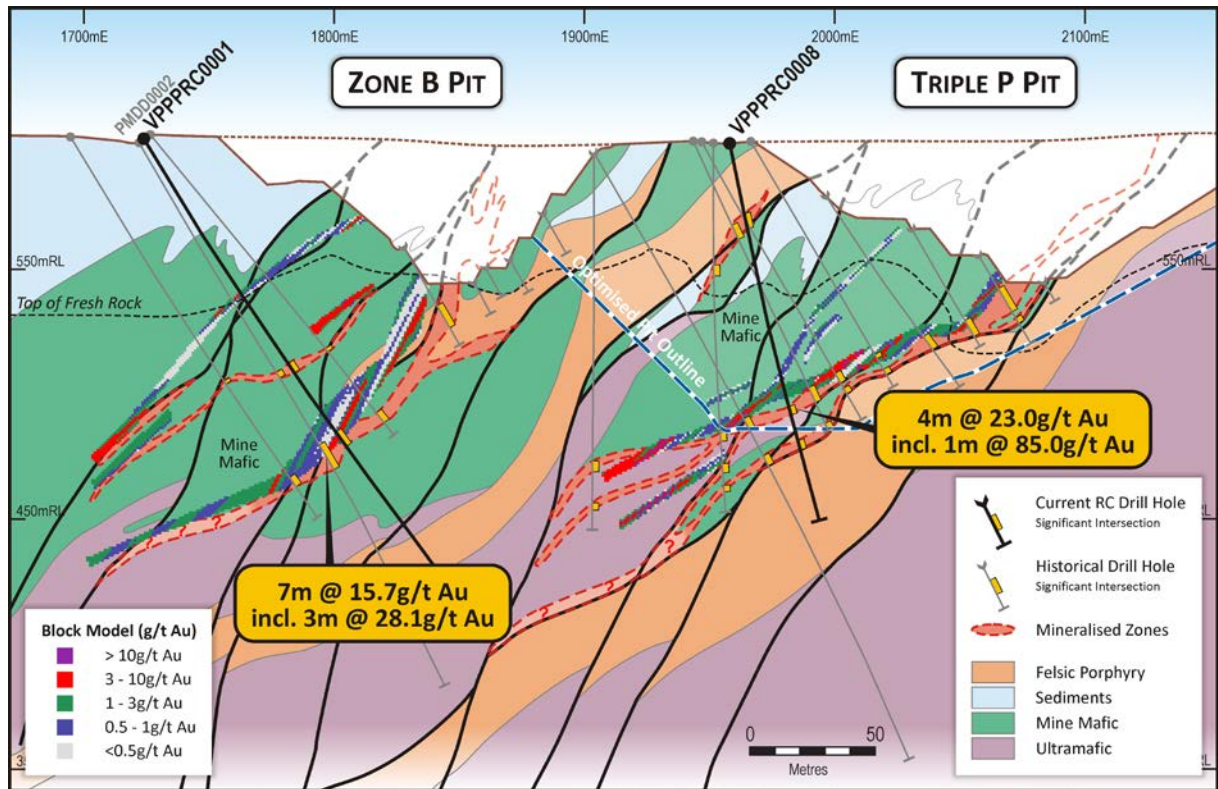 1700mE
1800mE
1900mE
2000mE
2100mE
PMDD0002
VPPPRC0001
ZONE B PIT
VPPPRC0008
TRIPLE P PIT
550mRL
550mRL
Top of Fresh Rock
Optimised Pit Outline
Mine
Mafic
Mine
Mafic
4m @ 23.0g/t Au
incl. 1m @ 85.0g/t Au
450mRL
7m @ 15.7g/t Au
incl. 3m @ 28.1g/t Au
? ? ?
?
? ? ?
Block Model (g/t Au)
> 10g/t Au
3 - 10g/t Au
1 - 3g/t Au
0.5 - 1g/t Au
<0.5g/t Au
0
50
Metres
Current RC Drill Hole
Significant Intersection
Historical Drill Hole
Significant Intersection
Mineralised Zones
Felsic Porphyry
Sediments
Mine Mafic
Ultramafic
mRL